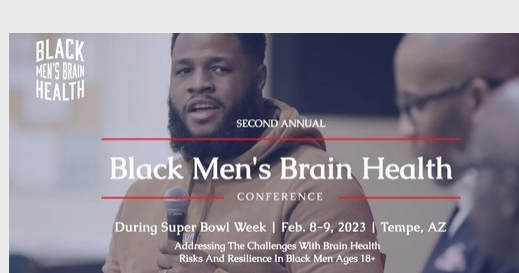 BLACK
MEN'S BRAIN
HEALTH
SECOND ANNUAL
Black Men's Brain Health
CONFERENCE
During Super Bowl Week | Feb. 8-9, 2023 | Tempe, AZ
Addressing The Challenges With Brain Health
Risks And Resilience In Black Men Ages 18+